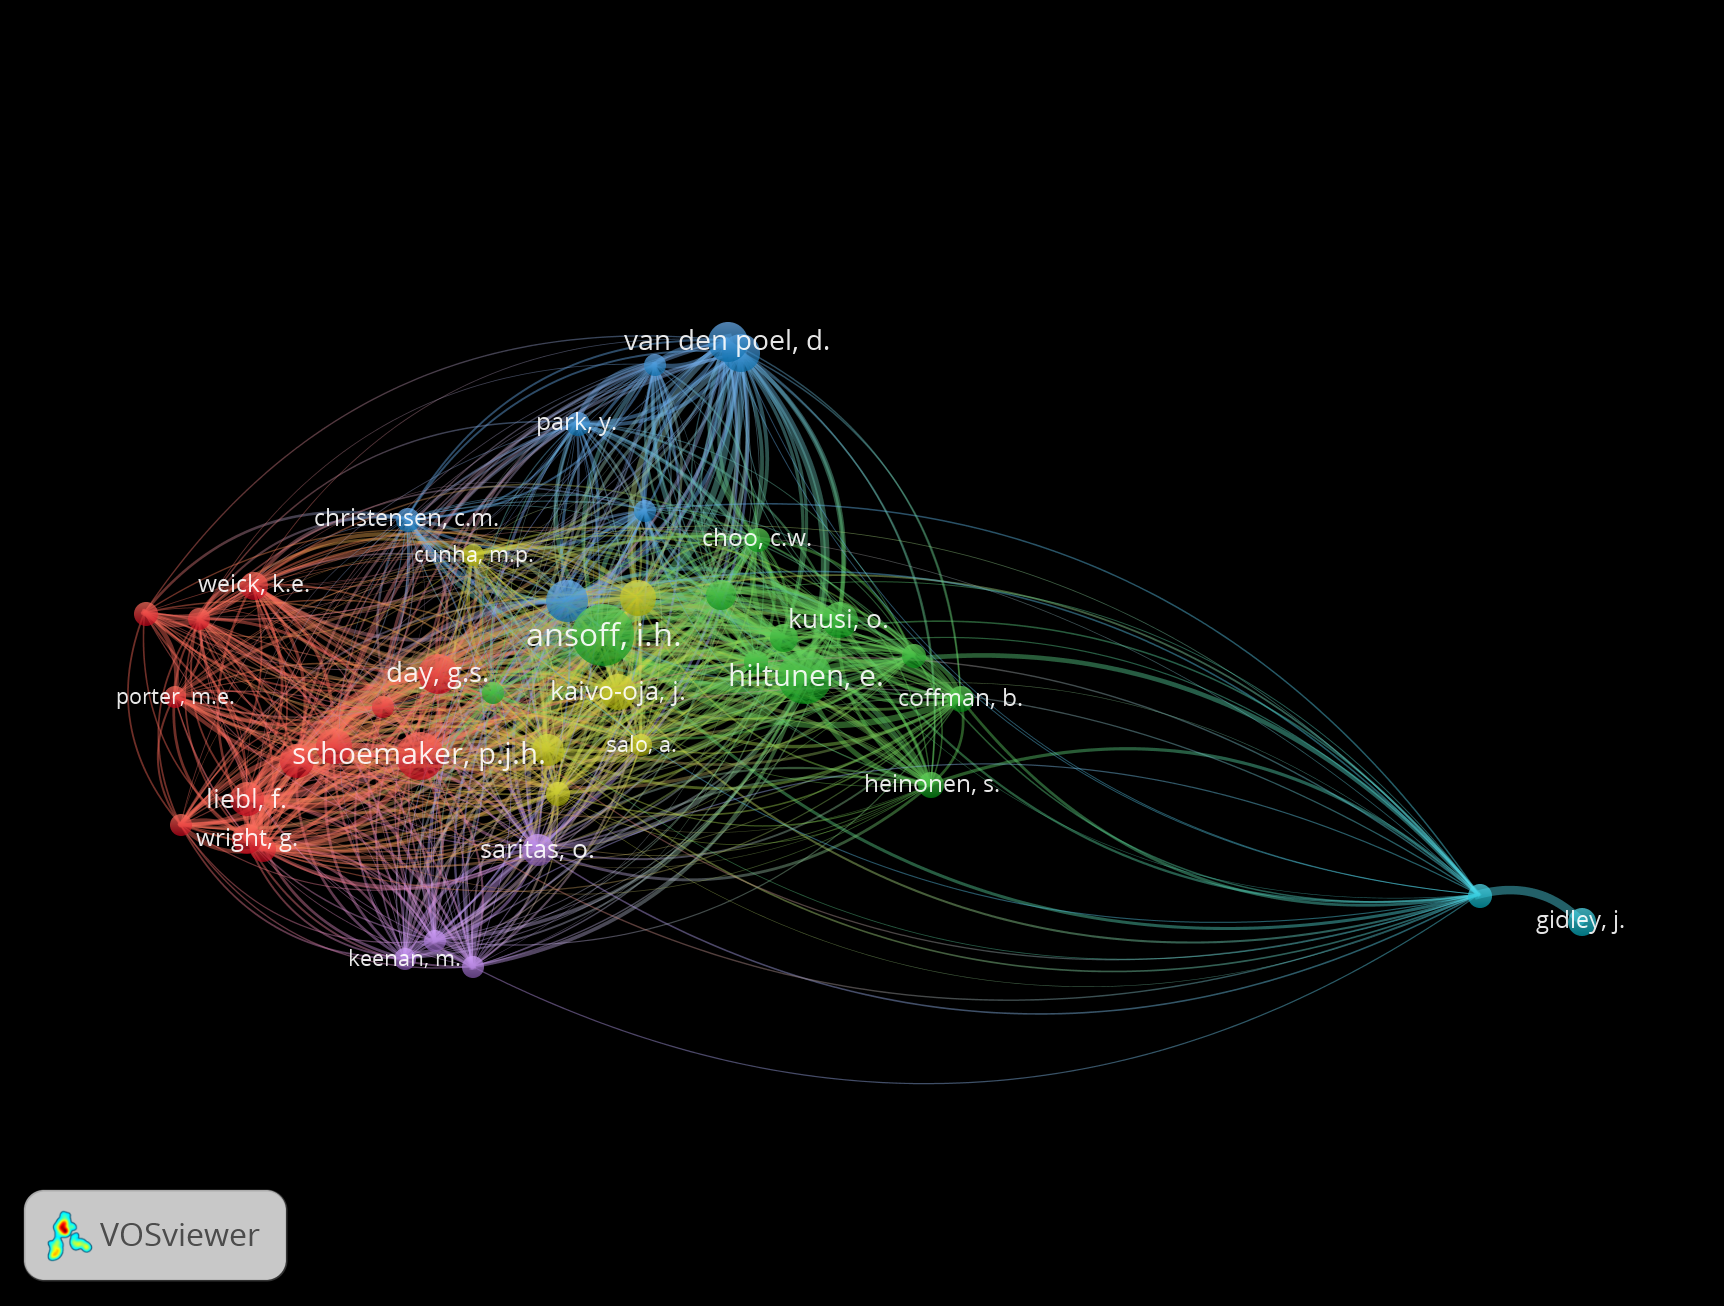 van den poel, d.
park, y.
christensen, c.m.
choo, c.w.
cunha, m.p.
weick, k.e.
kuusi, o.
ansoff, i.h.
day, g.s.
hiltunen, e.
kaivo-oja, j.
porter, m.e.
coffman, b.
salo, a.
schoemaker, p.j.h.
heinonen, s.
liebl, f.
wright, g.
saritas, o.
gidley, j.
keenan, m.
VOSviewer